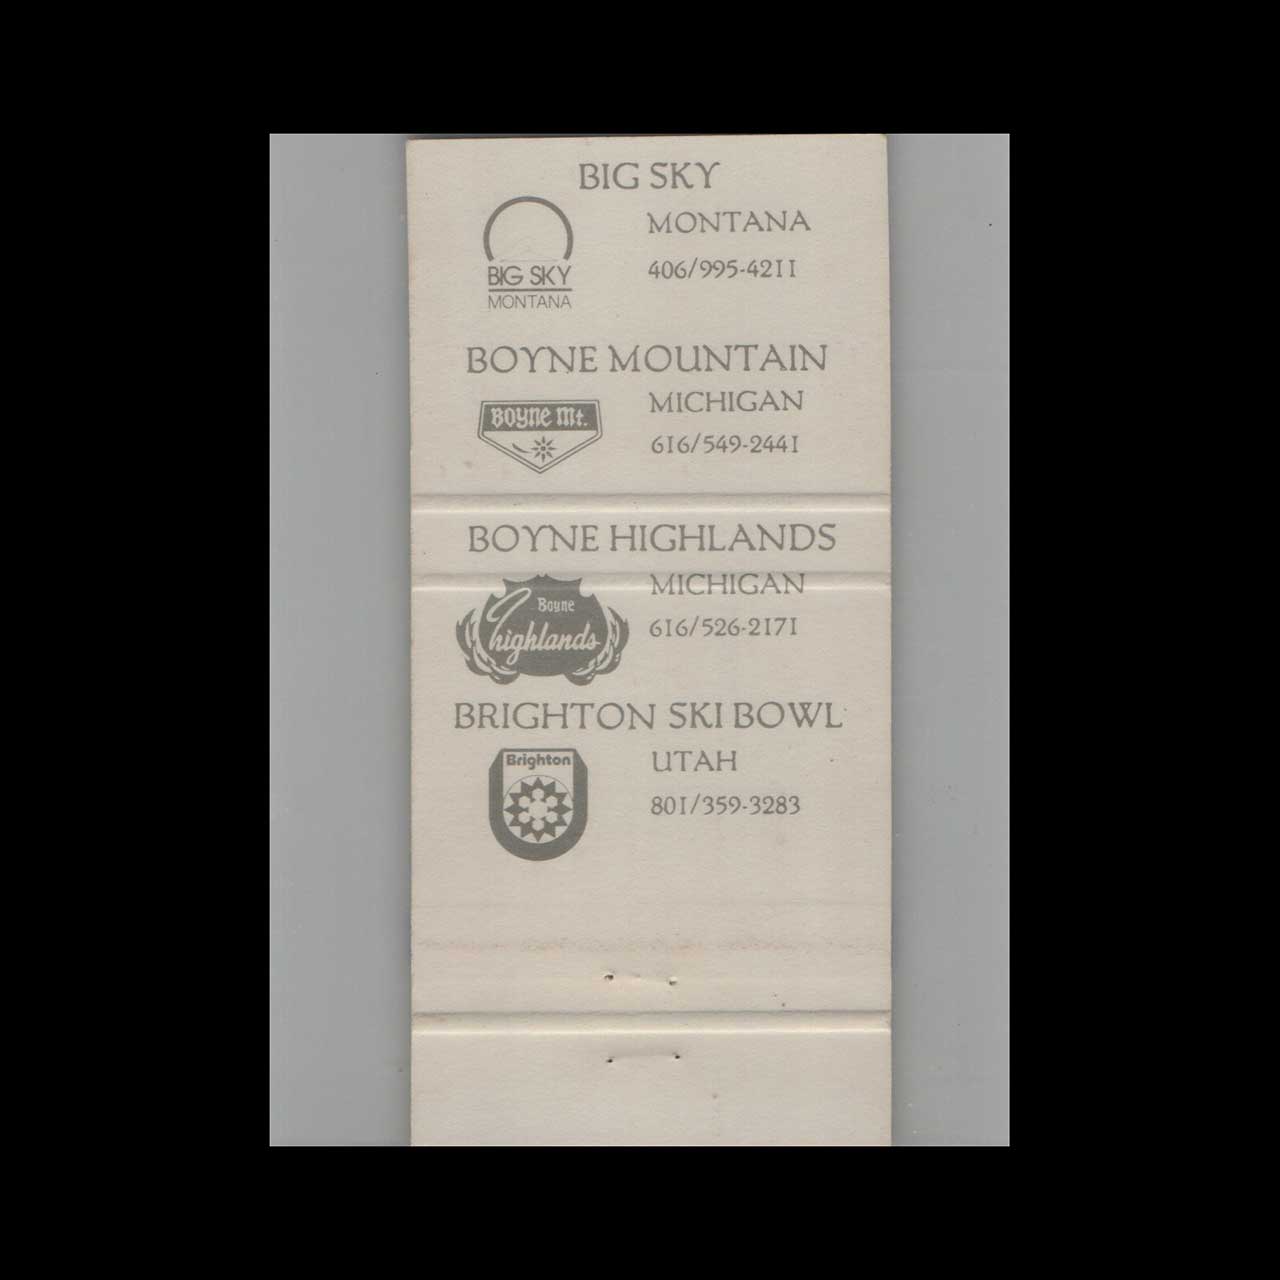 BIG SKY
MONTANA
406/995-4211
BIG SKY
MONTANA
BOYNE MOUNTAIN
MICHIGAN
Boyne Mt.
616/549-2441
BOYNE HIGHLANDS
MICHIGAN
Boyne
highlands
616/526-2171
BRIGHTON SKI BOWL
UTAH
Brighton
801/359-3283